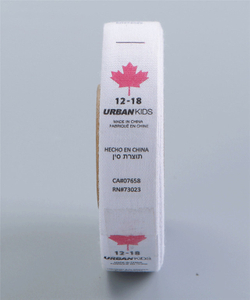 12-18
URBAN KIDS
MADE IN CHINA
FABRIQUÉ EN CHINE
HECHO EN CHINA
תוצרת סין
CA#07658
RN#73023
12-18
URBAN KIDS